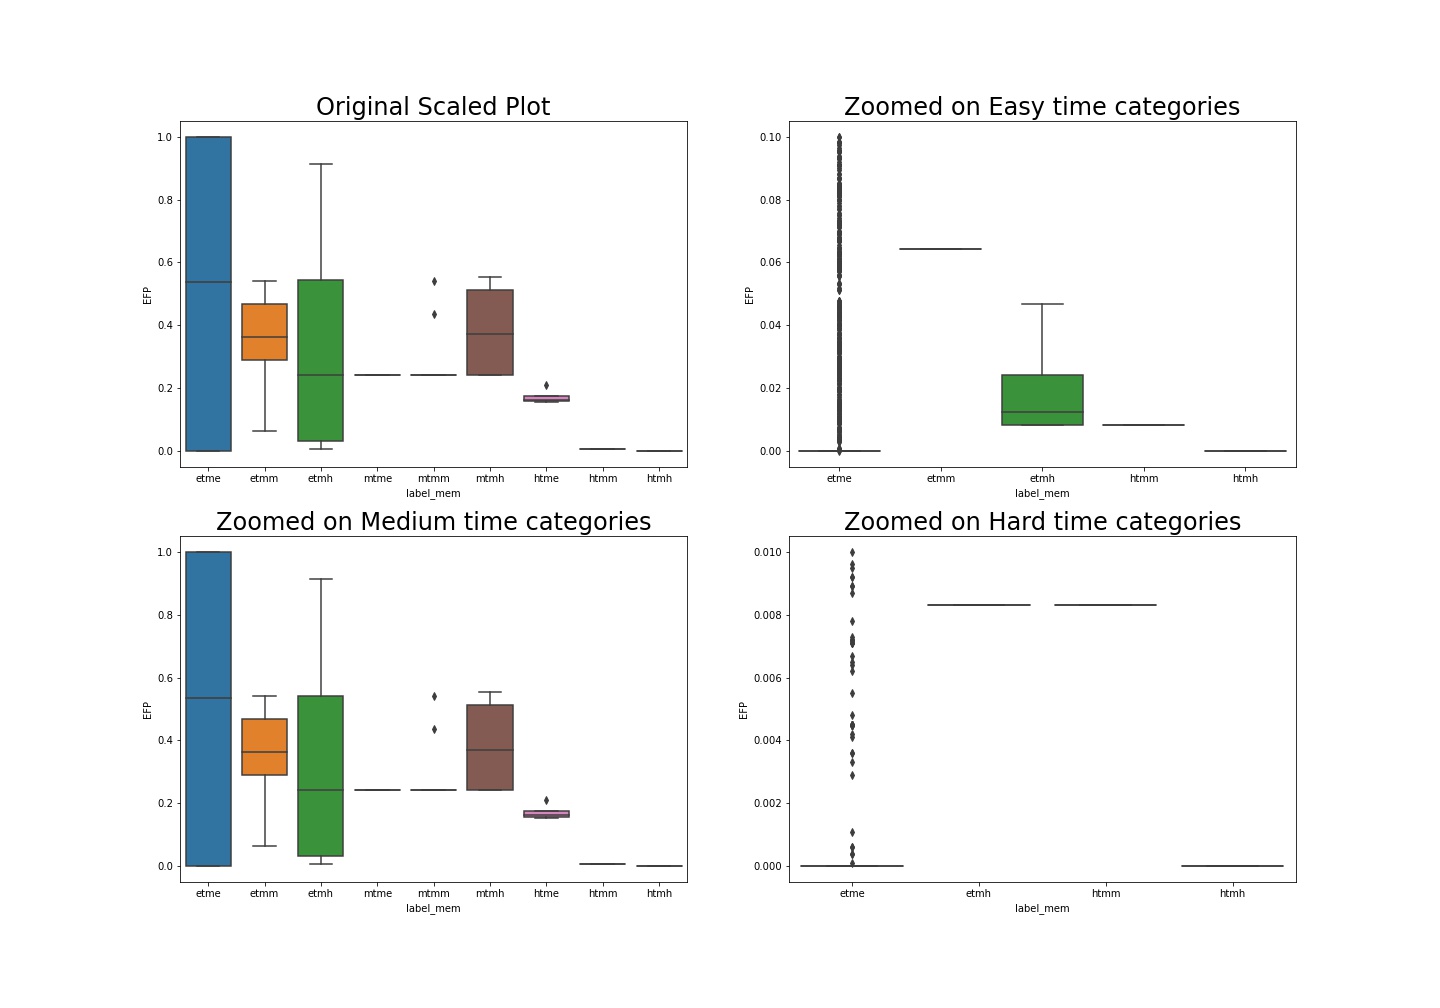 Original Scaled Plot
1.0
0.8
0.6
0.4
0.2
0.0
EFP
etme etmm etmh mtme mtmm mtmh htme htmm htmh
label_mem
Zoomed on Easy time categories
0.10
0.08
0.06
0.04
0.02
0.00
EFP
etme etmm etmh htmm htmh
label_mem
Zoomed on Medium time categories
1.0
0.8
0.6
0.4
0.2
0.0
EFP
etme etmm etmh mtme mtmm mtmh htme htmm htmh
label_mem
Zoomed on Hard time categories
0.010
0.008
0.006
0.004
0.002
0.000
EFP
etme etmh htmm htmh
label_mem